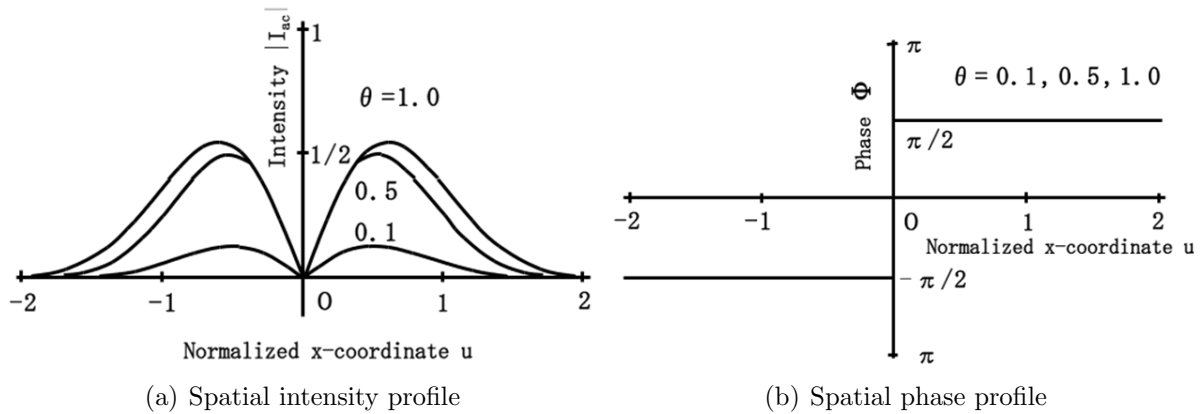 Intensity |I_ac|
1
θ =1.0
1/2
0.5
0.1
-2 -1 0 1 2
Normalized x-coordinate u
(a) Spatial intensity profile
Phase Φ
π
θ = 0.1, 0.5, 1.0
π /2
-2 -1 0 1 2
Normalized x-coordinate u
- π /2
π
(b) Spatial phase profile